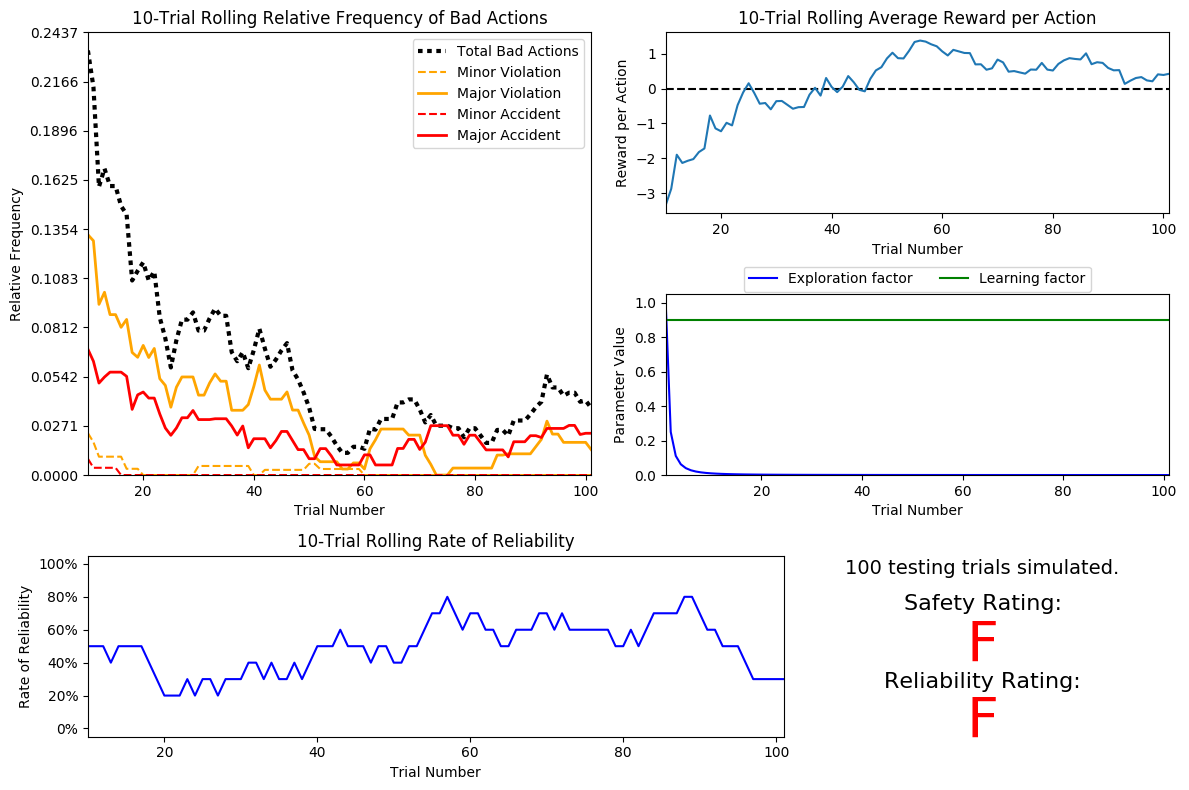 10-Trial Rolling Relative Frequency of Bad Actions
Relative Frequency
0.2437
0.2166
0.1896
0.1625
0.1354
0.1083
0.0812
0.0542
0.0271
0.0000
Total Bad Actions
Minor Violation
Major Violation
Minor Accident
Major Accident
20 40 60 80 100
Trial Number
10-Trial Rolling Average Reward per Action
Reward per Action
1
0
−1
−2
−3
20 40 60 80 100
Trial Number
Exploration factor Learning factor
Parameter Value
1.0
0.8
0.6
0.4
0.2
0.0
20 40 60 80 100
Trial Number
10-Trial Rolling Rate of Reliability
Rate of Reliability
100%
80%
60%
40%
20%
0%
20 40 60 80 100
Trial Number
100 testing trials simulated.
Safety Rating:
F
Reliability Rating:
F